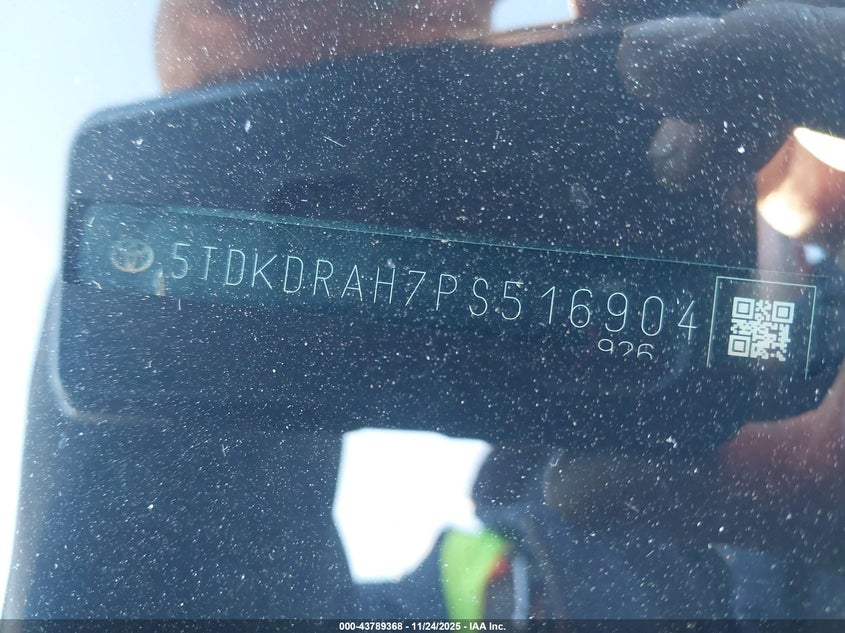 5TDKDRAH7PS516904
926
000-43789368 - 11/24/2025 - IAA Inc.